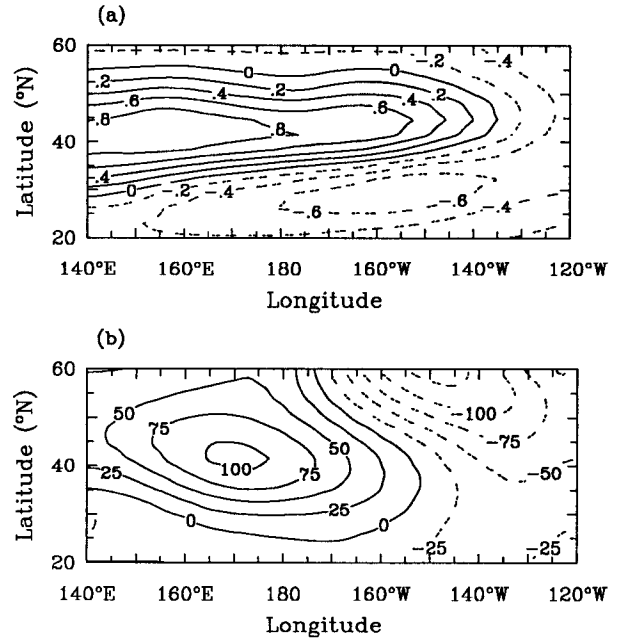 (a)
60
40
20
Latitude (°N)
0 0 -.2 -.4
.2 .4 .2
.6 .4 .2
.8 .8 .6 .4 .2
.4
0 -.2 -.4
-.6 -.6 -.4
140°E 160°E 180 160°W 140°W 120°W
Longitude
(b)
60
40
20
Latitude (°N)
50 75 50 -100
-75
25 100 75 -50
0 25 0 -25 -25
140°E 160°E 180 160°W 140°W 120°W
Longitude